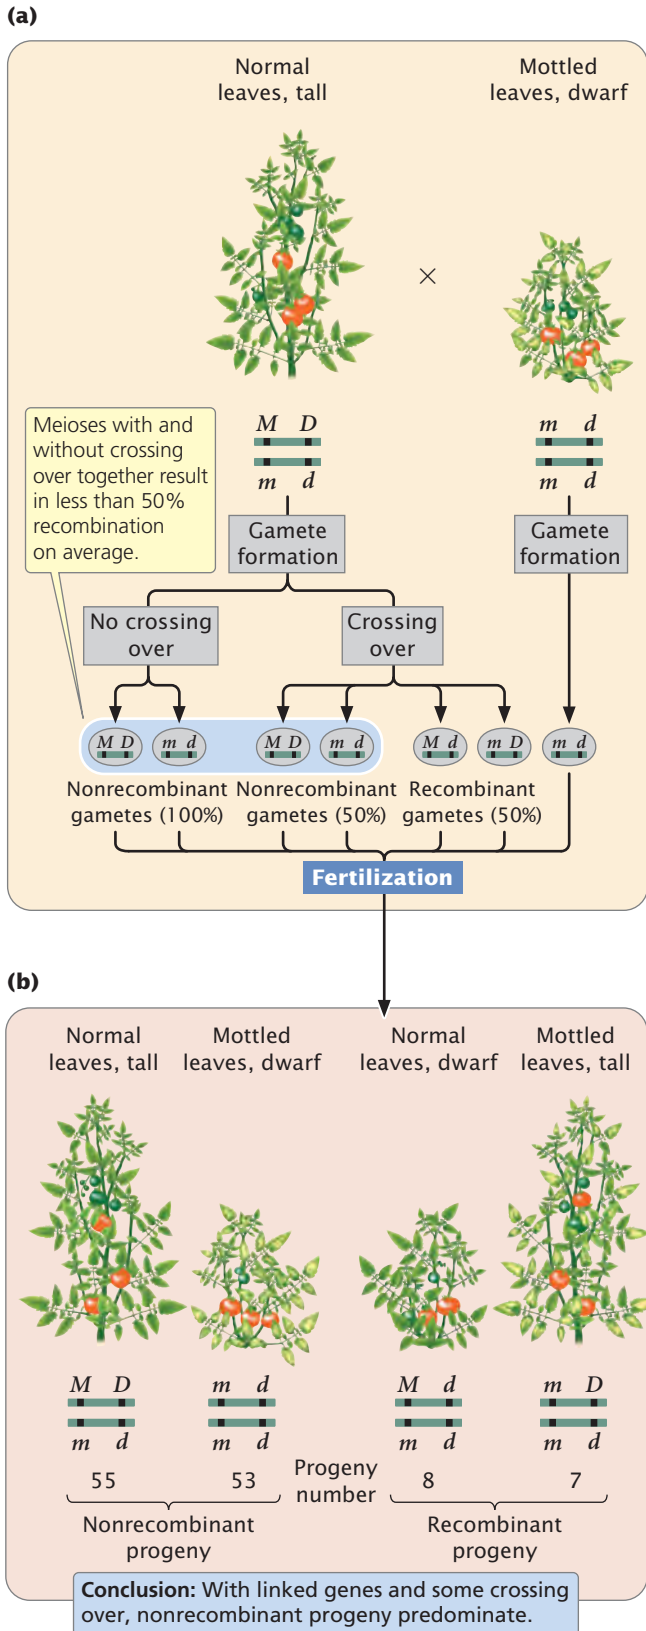 (a)
Normal
leaves, tall
Mottled
leaves, dwarf
×
Meioses with and
without crossing
over together result
in less than 50%
recombination
on average.
M D
m d
m d
m d
Gamete
formation
Gamete
formation
No crossing
over
Crossing
over
M D
m d
M D
m d
M d
m D
m d
Nonrecombinant
gametes (100%)
Nonrecombinant
gametes (50%)
Recombinant
gametes (50%)
Fertilization
(b)
Normal
leaves, tall
Mottled
leaves, dwarf
Normal
leaves, dwarf
Mottled
leaves, tall
M D
m d
m d
m d
M d
m d
m D
m d
55
53
Progeny
number
8
7
Nonrecombinant
progeny
Recombinant
progeny
Conclusion: With linked genes and some crossing
over, nonrecombinant progeny predominate.